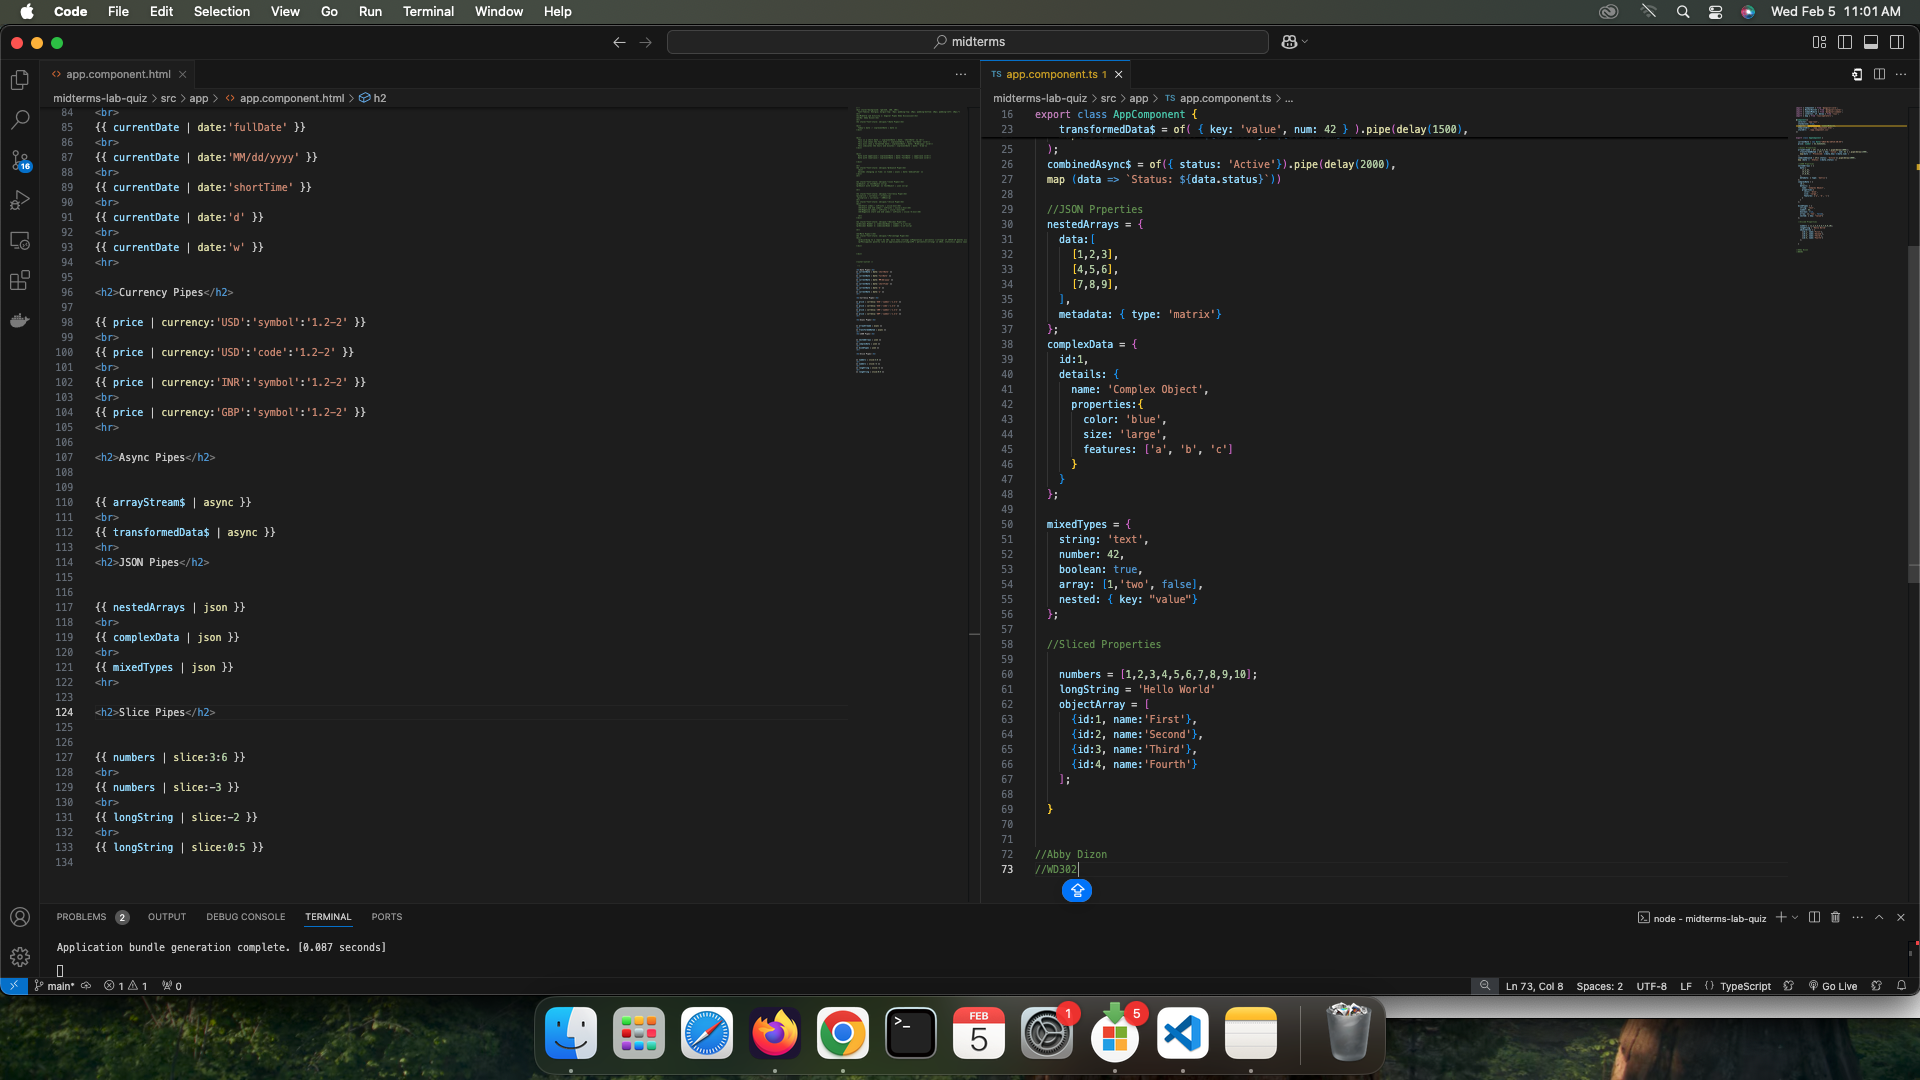 Code File Edit Selection View Go Run Terminal Window Help
Wed Feb 5 11:01AM
midterms
app.component.html
midterms-lab-quiz > src > app > app.component.html > h2
84 <br>
85 {{ currentDate | date:'fullDate' }}
86 <br>
87 {{ currentDate | date:'MM/dd/yyyy' }}
88 <br>
89 {{ currentDate | date:'shortTime' }}
90 <br>
91 {{ currentDate | date:'d' }}
92 <br>
93 {{ currentDate | date:'w' }}
94 <hr>
95
96 <h2>Currency Pipes</h2>
97
98 {{ price | currency:'USD':'symbol':'1.2-2' }}
99 <br>
100 {{ price | currency:'USD':'code':'1.2-2' }}
101 <br>
102 {{ price | currency:'INR':'symbol':'1.2-2' }}
103 <br>
104 {{ price | currency:'GBP':'symbol':'1.2-2' }}
105 <hr>
106
107 <h2>Async Pipes</h2>
108
109
110 {{ arrayStream$ | async }}
111 <br>
112 {{ transformedData$ | async }}
113 <hr>
114 <h2>JSON Pipes</h2>
115
116
117 {{ nestedArrays | json }}
118 <br>
119 {{ complexData | json }}
120 <br>
121 {{ mixedTypes | json }}
122 <hr>
123
124 <h2>Slice Pipes</h2>
125
126
127 {{ numbers | slice:3:6 }}
128 <br>
129 {{ numbers | slice:-3 }}
130 <br>
131 {{ longString | slice:-2 }}
132 <br>
133 {{ longString | slice:0:5 }}
134
TS app.component.ts 1
midterms-lab-quiz > src > app > TS app.component.ts > ...
16 export class AppComponent {
23 transformedData$ = of( { key: 'value', num: 42 } ).pipe(delay(1500),
25 );
26 combinedAsync$ = of({ status: 'Active'}).pipe(delay(2000),
27 map (data => `Status: ${data.status}`))
28
29 //JSON Prperties
30 nestedArrays = {
31 data:[
32 [1,2,3],
33 [4,5,6],
34 [7,8,9],
35 ],
36 metadata: { type: 'matrix'}
37 };
38 complexData = {
39 id:1,
40 details: {
41 name: 'Complex Object',
42 properties:{
43 color: 'blue',
44 size: 'large',
45 features: ['a', 'b', 'c']
46 }
47 }
48 };
49
50 mixedTypes = {
51 string: 'text',
52 number: 42,
53 boolean: true,
54 array: [1,'two', false],
55 nested: { key: "value"}
56 };
57
58 //Sliced Properties
59
60 numbers = [1,2,3,4,5,6,7,8,9,10];
61 longString = 'Hello World'
62 objectArray = [
63 {id:1, name:'First'},
64 {id:2, name:'Second'},
65 {id:3, name:'Third'},
66 {id:4, name:'Fourth'}
67 ];
68
69 }
70
71
72 //Abby Dizon
73 //WD302
16
PROBLEMS 2 OUTPUT DEBUG CONSOLE TERMINAL PORTS
node - midterms-lab-quiz
Application bundle generation complete. [0.087 seconds]
main* 1 1 0
Ln 73, Col 8 Spaces: 2 UTF-8 LF {} TypeScript Go Live
FEB
5
1
5